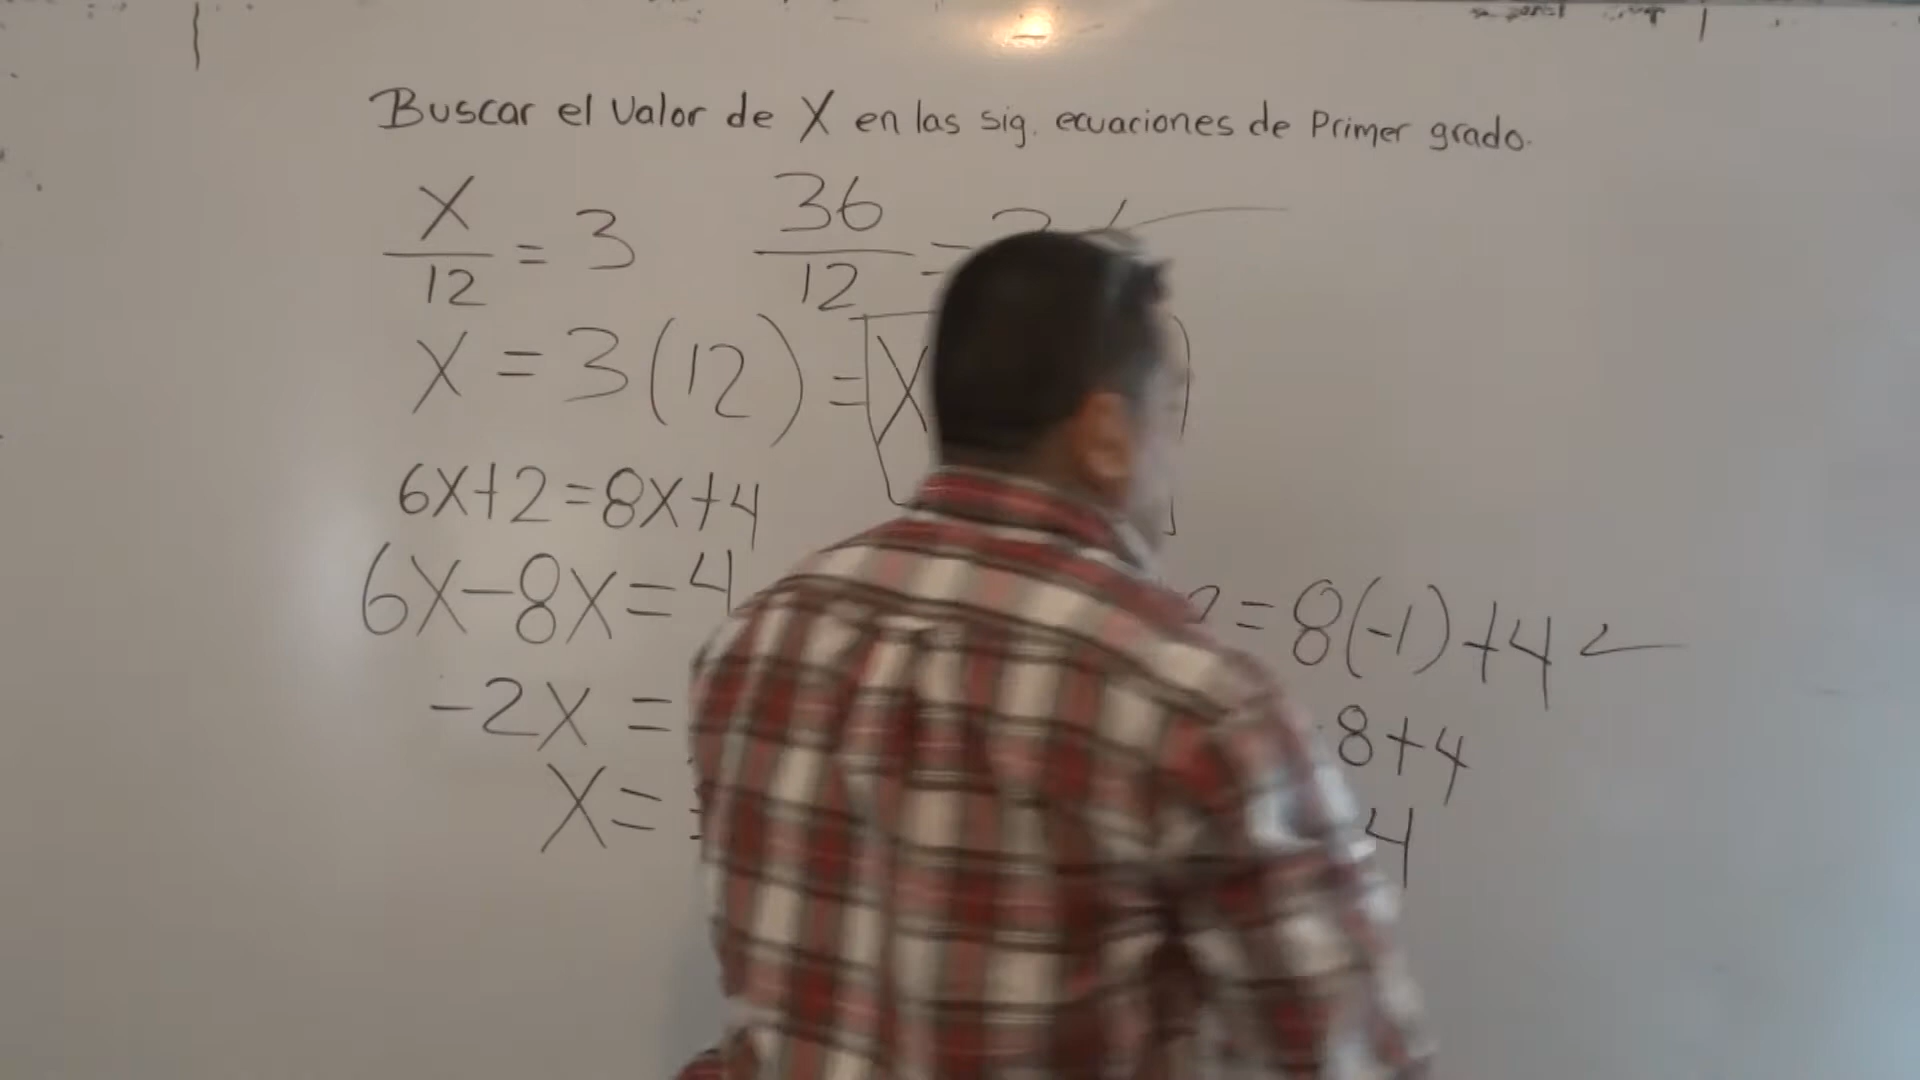 Buscar el Valor de X en las sig. ecuaciones de Primer grado.
X/12 = 3
36/12 =
X = 3(12) = X
6X+2=8X+4
6X-8X=4
= 8(-1)+4
-2X =
8+4
X=
4